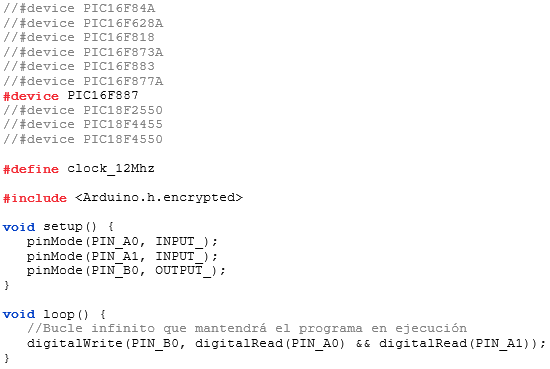 //#device PIC16F84A
//#device PIC16F628A
//#device PIC16F818
//#device PIC16F873A
//#device PIC16F883
//#device PIC16F877A
#device PIC16F887
//#device PIC18F2550
//#device PIC18F4455
//#device PIC18F4550
#define clock_12Mhz
#include <Arduino.h.encrypted>
void setup() {
pinMode(PIN_A0, INPUT_);
pinMode(PIN_A1, INPUT_);
pinMode(PIN_B0, OUTPUT_);
}
void loop() {
//Bucle infinito que mantendrá el programa en ejecución
digitalWrite(PIN_B0, digitalRead(PIN_A0) && digitalRead(PIN_A1));
}